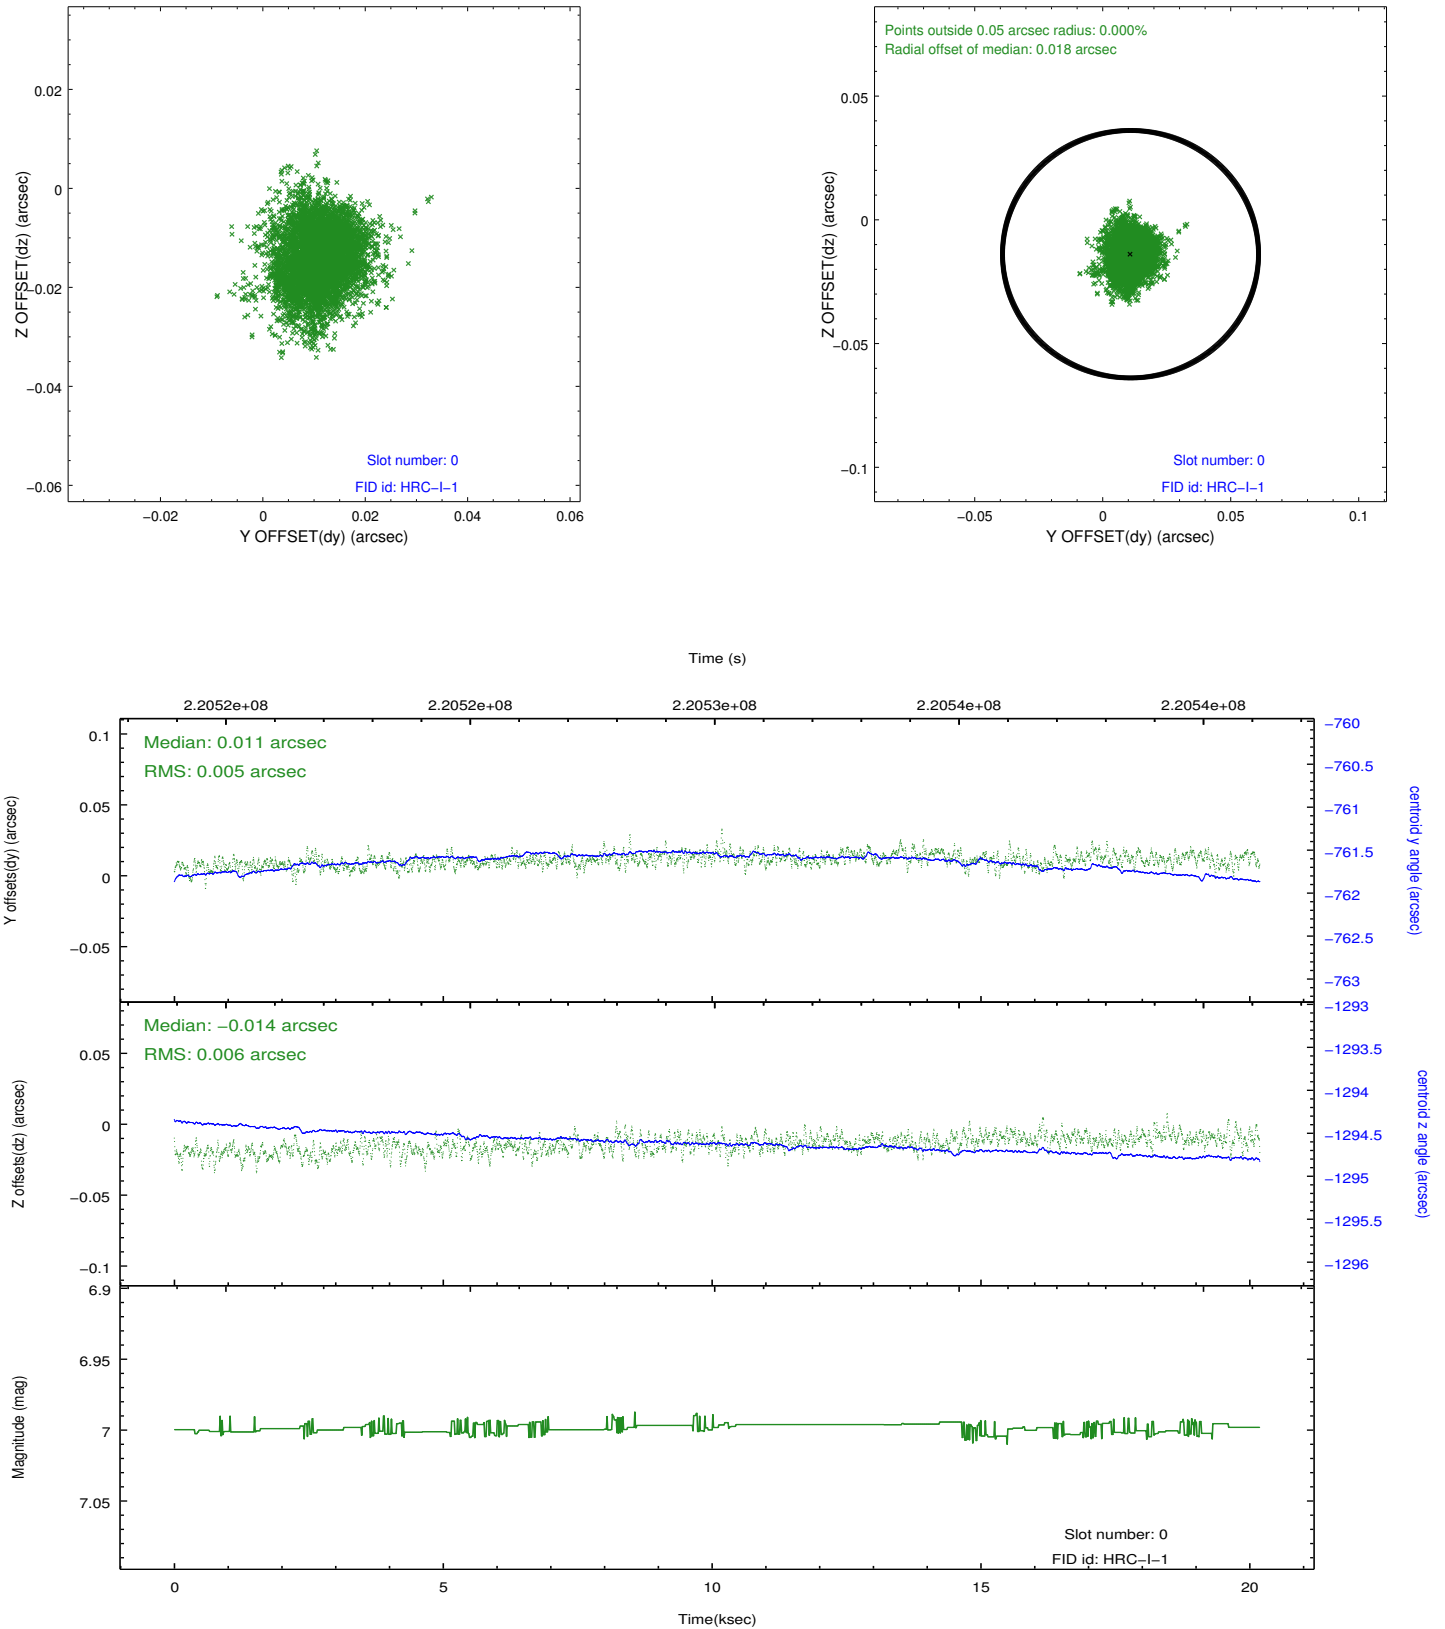 0.02
0
−0.02
−0.04
−0.06
Z OFFSET(dz) (arcsec)
Slot number: 0
FID id: HRC−I−1
−0.02
0
0.02
0.04
0.06
Y OFFSET(dy) (arcsec)
Points outside 0.05 arcsec radius: 0.000%
Radial offset of median: 0.018 arcsec
0.05
0
−0.05
−0.1
Z OFFSET(dz) (arcsec)
Slot number: 0
FID id: HRC−I−1
−0.05
0
0.05
0.1
Y OFFSET(dy) (arcsec)
Time (s)
2.2052e+08
2.2052e+08
2.2053e+08
2.2054e+08
2.2054e+08
Median: 0.011 arcsec
RMS: 0.005 arcsec
0.1
0.05
0
−0.05
Y offsets(dy) (arcsec)
−760
−760.5
−761
−761.5
−762
−762.5
−763
centroid y angle (arcsec)
Median: −0.014 arcsec
RMS: 0.006 arcsec
0.05
0
−0.05
−0.1
Z offsets(dz) (arcsec)
−1293
−1293.5
−1294
−1294.5
−1295
−1295.5
−1296
centroid z angle (arcsec)
6.9
6.95
7
7.05
Magnitude (mag)
Slot number: 0
FID id: HRC−I−1
0
5
10
15
20
Time(ksec)